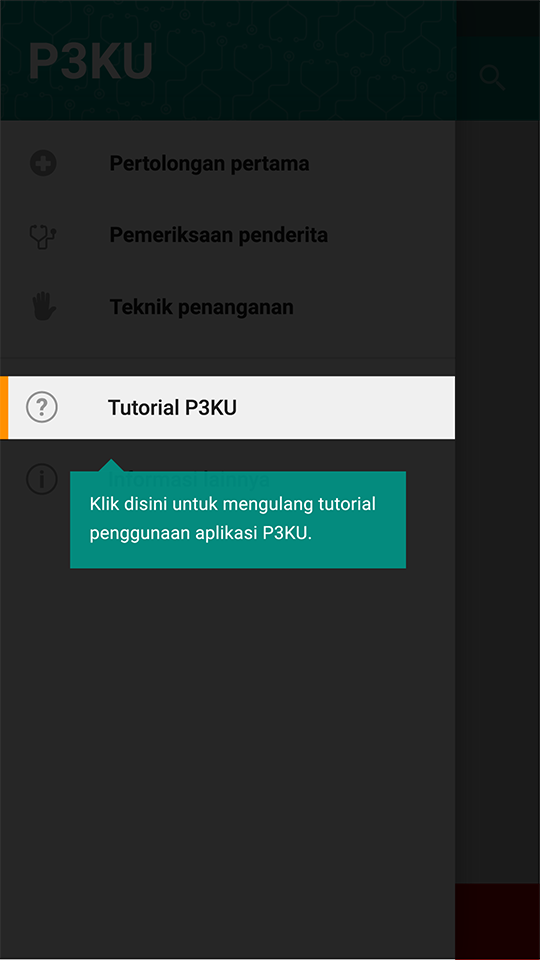 P3KU
Pertolongan pertama
Pemeriksaan penderita
Teknik penanganan
Tutorial P3KU
Informasi lainnya
Klik disini untuk mengulang tutorial
penggunaan aplikasi P3KU.